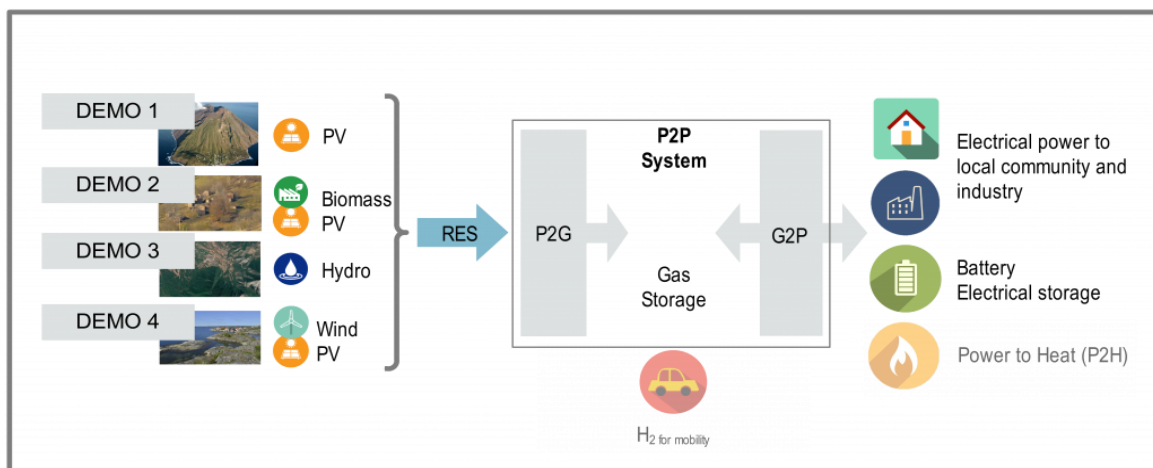 DEMO 1
PV
DEMO 2
Biomass
PV
DEMO 3
Hydro
DEMO 4
Wind
PV
RES
P2P
System
P2G
G2P
Gas
Storage
H2 for mobility
Electrical power to
local community and
industry
Battery
Electrical storage
Power to Heat (P2H)